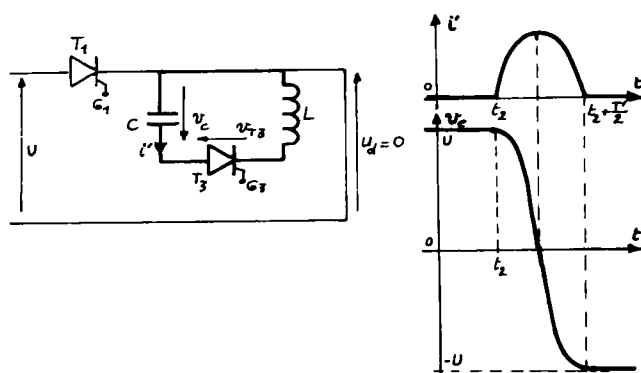 T1
G1
U
C
v_c
v_T3
L
i'
T3
G3
u_d=0
i'
0
t2
t2+T'/2
t
v_c
U
0
t2
t
-U